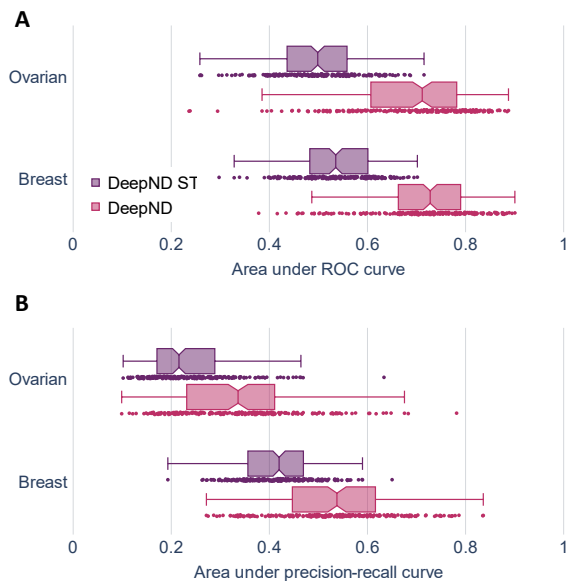 A
Ovarian
Breast
DeepND ST
DeepND
0 0.2 0.4 0.6 0.8 1
Area under ROC curve
B
Ovarian
Breast
0 0.2 0.4 0.6 0.8 1
Area under precision-recall curve